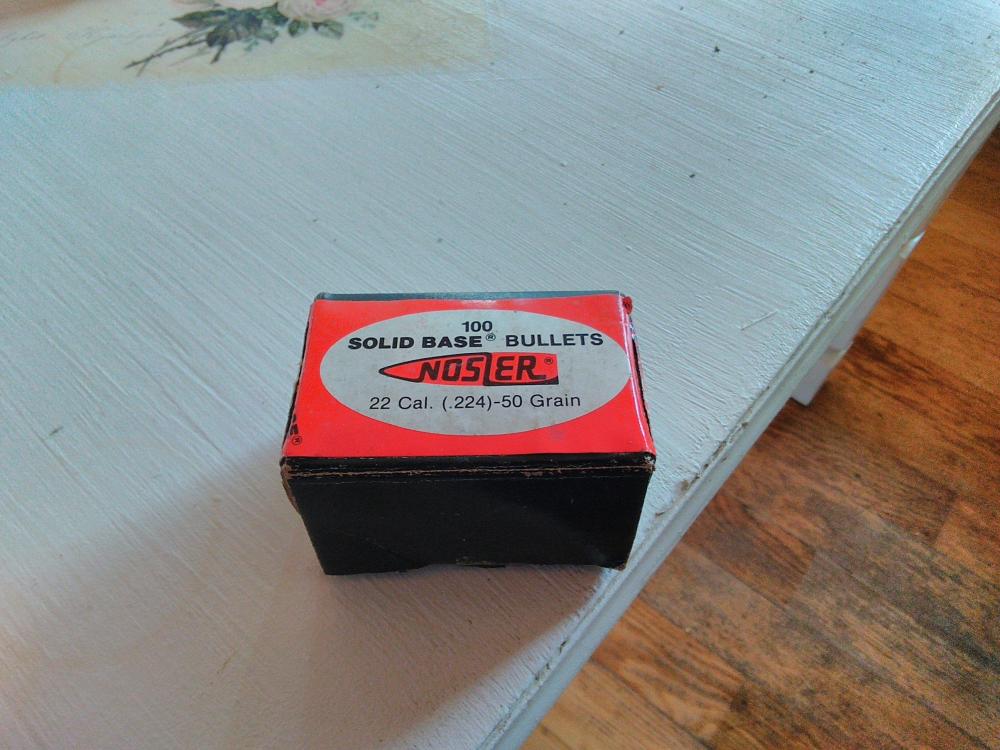 100
SOLID BASE® BULLETS
NOSLER®
22 Cal. (.224)-50 Grain
®